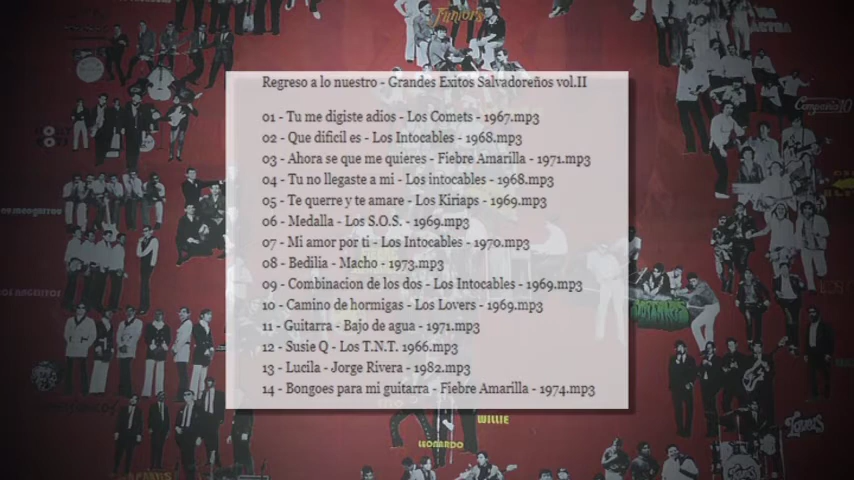 Junior's
Compañia 10
Regreso a lo nuestro - Grandes Exitos Salvadoreños vol.II
01 - Tu me digiste adios - Los Comets - 1967.mp3
02 - Que dificil es - Los Intocables - 1968.mp3
03 - Ahora se que me quieres - Fiebre Amarilla - 1971.mp3
04 - Tu no llegaste a mi - Los intocables - 1968.mp3
05 - Te querre y te amare - Los Kiriaps - 1969.mp3
06 - Medalla - Los S.O.S. - 1969.mp3
07 - Mi amor por ti - Los Intocables - 1970.mp3
08 - Bedilia - Macho - 1973.mp3
09 - Combinacion de los dos - Los Intocables - 1969.mp3
10 - Camino de hormigas - Los Lovers - 1969.mp3
11 - Guitarra - Bajo de agua - 1971.mp3
12 - Susie Q - Los T.N.T. 1966.mp3
13 - Lucila - Jorge Rivera - 1982.mp3
14 - Bongoes para mi guitarra - Fiebre Amarilla - 1974.mp3
WILLIE
LEONARDO